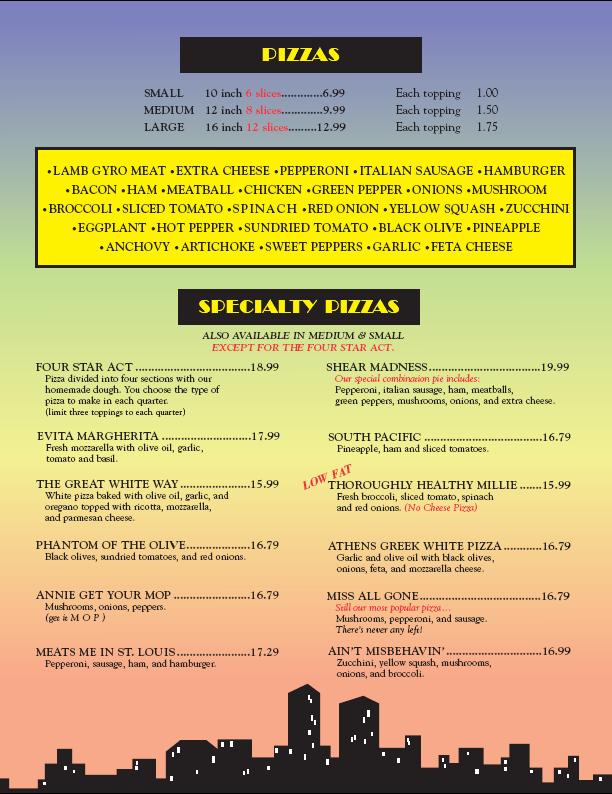 PIZZAS
SMALL 10 inch 6 slices.............6.99 Each topping 1.00
MEDIUM 12 inch 8 slices.............9.99 Each topping 1.50
LARGE 16 inch 12 slices.........12.99 Each topping 1.75
•LAMB GYRO MEAT •EXTRA CHEESE •PEPPERONI •ITALIAN SAUSAGE •HAMBURGER
•BACON •HAM •MEATBALL •CHICKEN •GREEN PEPPER •ONIONS •MUSHROOM
•BROCCOLI •SLICED TOMATO •SPINACH •RED ONION •YELLOW SQUASH •ZUCCHINI
•EGGPLANT •HOT PEPPER •SUNDRIED TOMATO •BLACK OLIVE •PINEAPPLE
•ANCHOVY •ARTICHOKE •SWEET PEPPERS •GARLIC •FETA CHEESE
SPECIALTY PIZZAS
ALSO AVAILABLE IN MEDIUM & SMALL
EXCEPT FOR THE FOUR STAR ACT.
FOUR STAR ACT ...................................18.99
Pizza divided into four sections with our
homemade dough. You choose the type of
pizza to make in each quarter.
(limit three toppings to each quarter)
EVITA MARGHERITA ...........................17.99
Fresh mozzarella with olive oil, garlic,
tomato and basil.
THE GREAT WHITE WAY......................15.99
White pizza baked with olive oil, garlic, and
oregano topped with ricotta, mozzarella,
and parmesan cheese.
PHANTOM OF THE OLIVE...................16.79
Black olives, sundried tomatoes, and red onions.
ANNIE GET YOUR MOP .......................16.79
Mushrooms, onions, peppers.
(get it M O P )
MEATS ME IN ST. LOUIS.......................17.29
Pepperoni, sausage, ham, and hamburger.
SHEAR MADNESS..................................19.99
Our special combination pie includes:
Pepperoni, italian sausage, ham, meatballs,
green peppers, mushrooms, onions, and extra cheese.
SOUTH PACIFIC ....................................16.79
Pineapple, ham and sliced tomatoes.
LOW FAT
THOROUGHLY HEALTHY MILLIE .......15.99
Fresh broccoli, sliced tomato, spinach
and red onions. (No Cheese Pizza)
ATHENS GREEK WHITE PIZZA ............16.79
Garlic and olive oil with black olives,
onions, feta, and mozzarella cheese.
MISS ALL GONE.....................................16.79
Still our most popular pizza...
Mushrooms, pepperoni, and sausage.
There's never any left!
AIN'T MISBEHAVIN'.............................16.99
Zucchini, yellow squash, mushrooms,
onions, and broccoli.